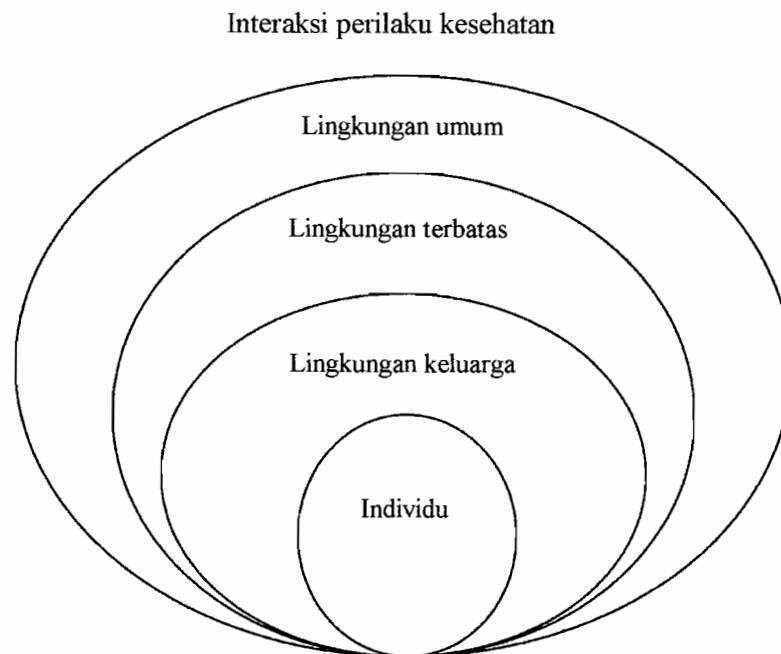 Interaksi perilaku kesehatan
Lingkungan umum
Lingkungan terbatas
Lingkungan keluarga
Individu